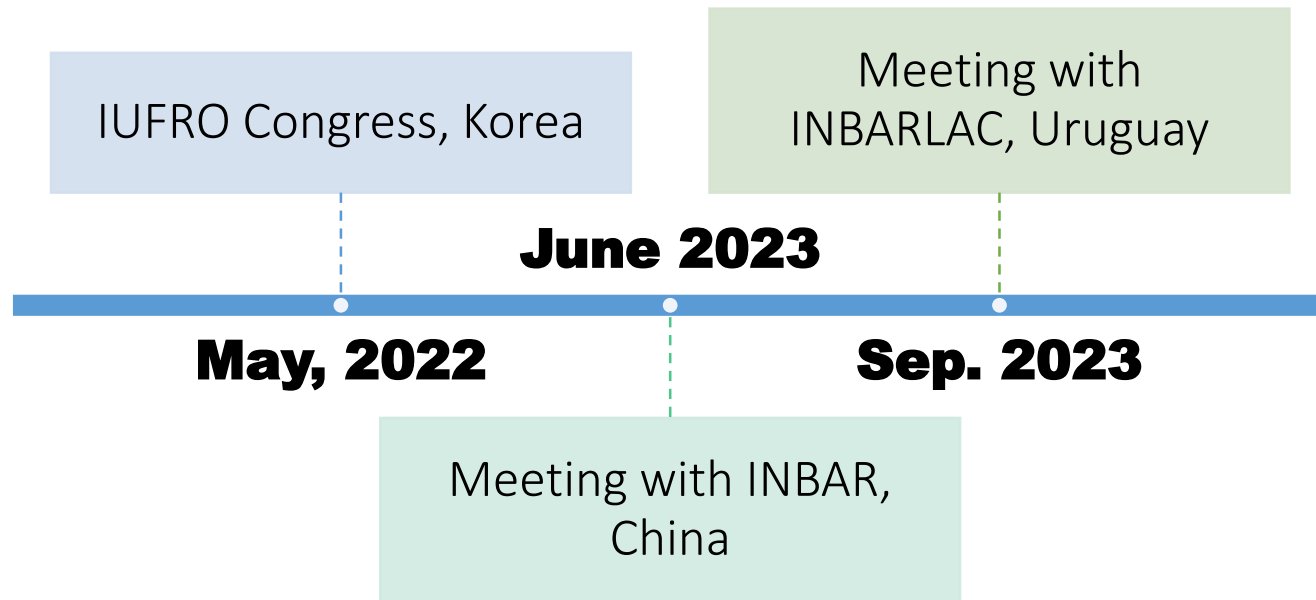 IUFRO Congress, Korea
Meeting with
INBARLAC, Uruguay
June 2023
May, 2022
Sep. 2023
Meeting with INBAR,
China